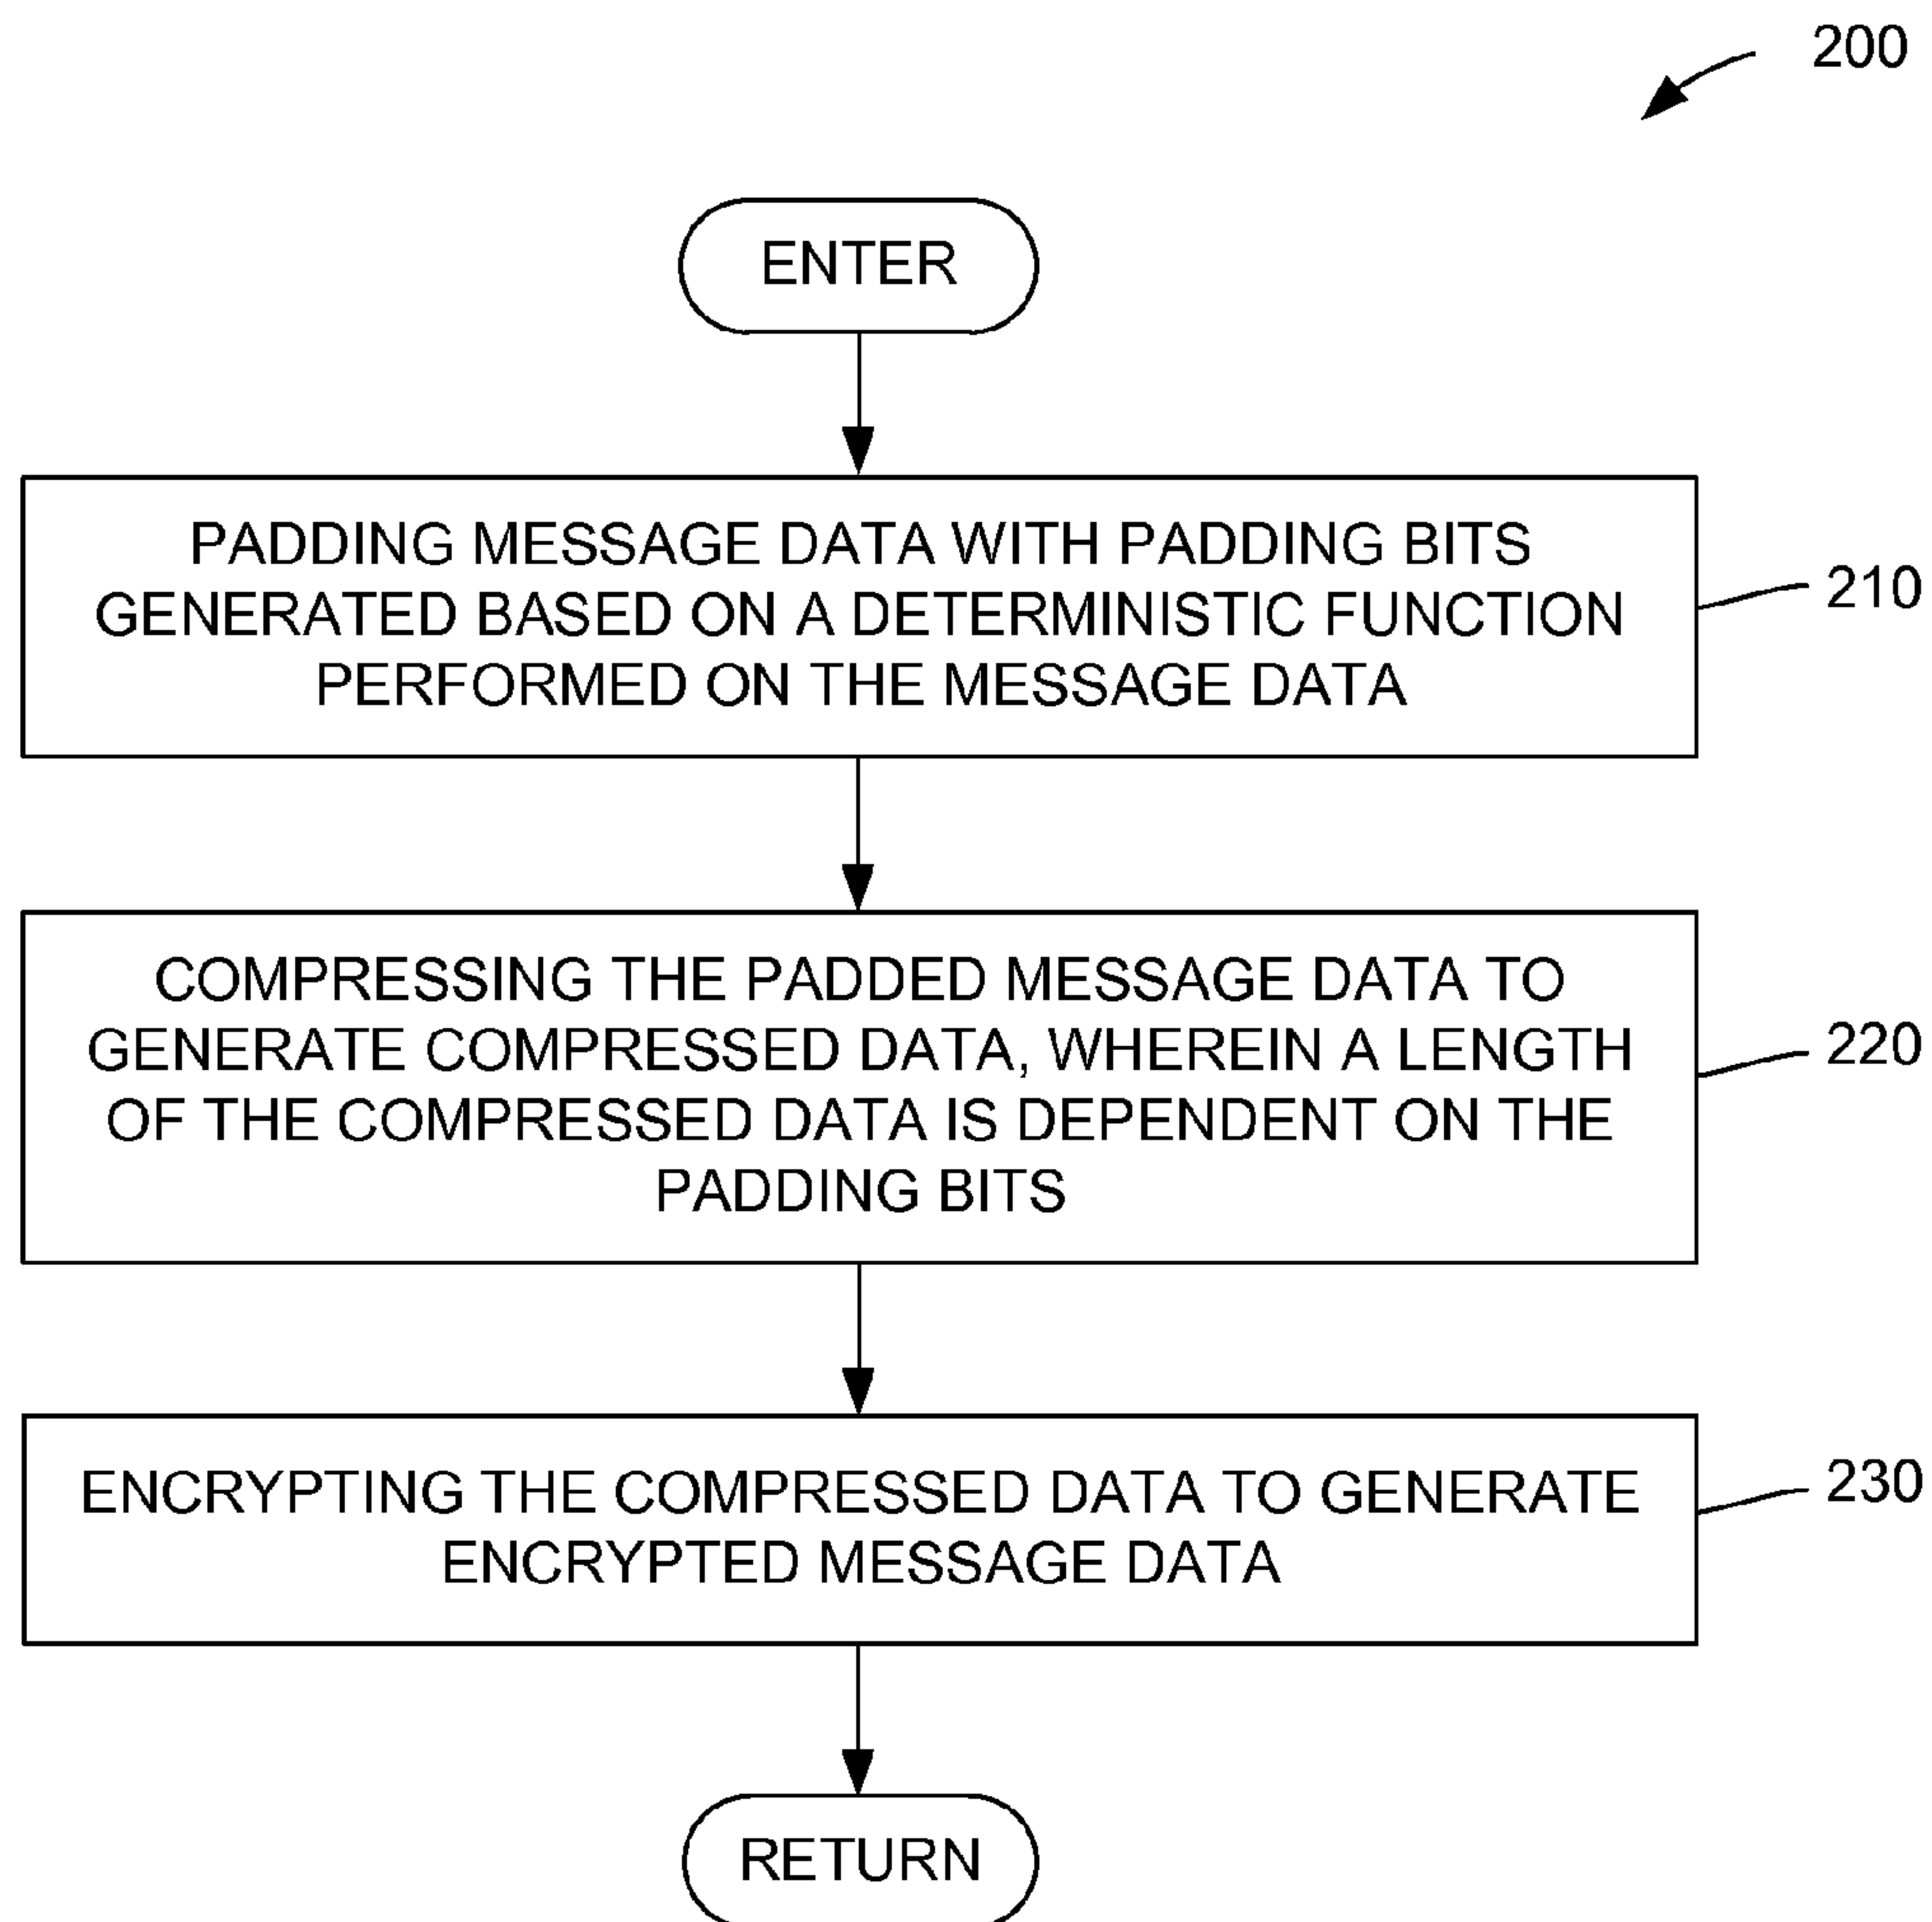 200
ENTER
PADDING MESSAGE DATA WITH PADDING BITS
GENERATED BASED ON A DETERMINISTIC FUNCTION
PERFORMED ON THE MESSAGE DATA
210
COMPRESSING THE PADDED MESSAGE DATA TO
GENERATE COMPRESSED DATA, WHEREIN A LENGTH
OF THE COMPRESSED DATA IS DEPENDENT ON THE
PADDING BITS
220
ENCRYPTING THE COMPRESSED DATA TO GENERATE
ENCRYPTED MESSAGE DATA
230
RETURN